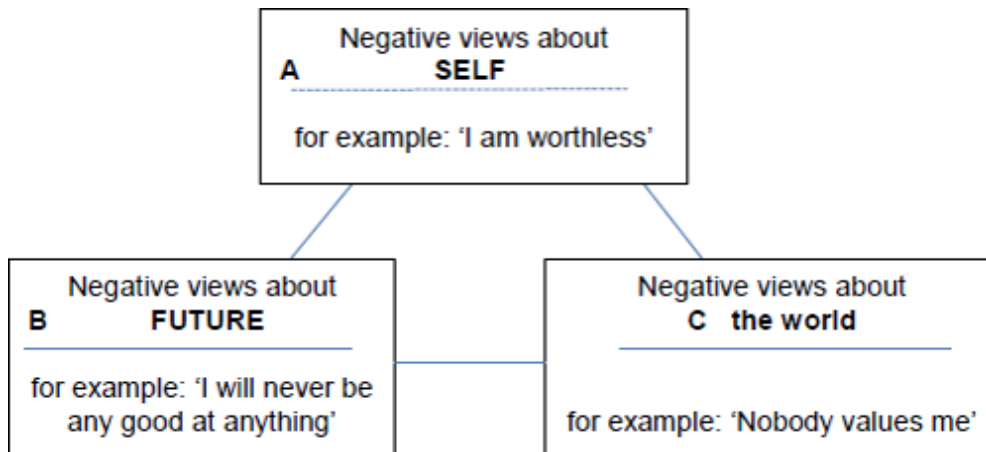 Negative views about
A SELF
for example: ‘I am worthless’
Negative views about
B FUTURE
for example: ‘I will never be
any good at anything’
Negative views about
C the world
for example: ‘Nobody values me’